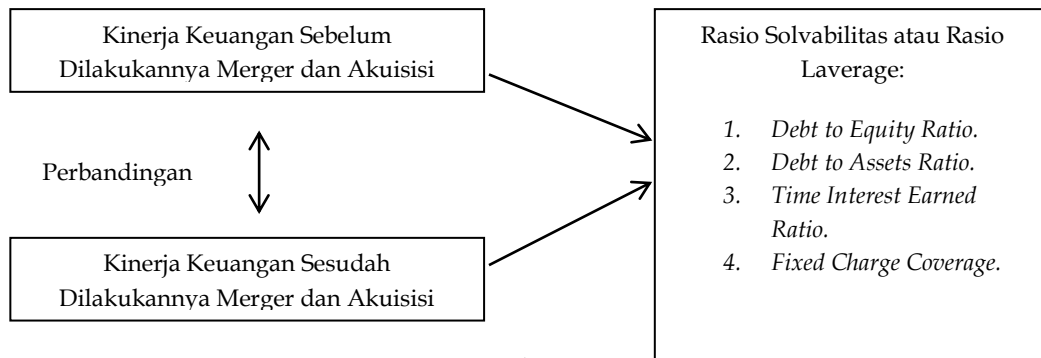 Kinerja Keuangan Sebelum
Dilakukannya Merger dan Akuisisi
Perbandingan
Kinerja Keuangan Sesudah
Dilakukannya Merger dan Akuisisi
Rasio Solvabilitas atau Rasio
Laverage:
1. Debt to Equity Ratio.
2. Debt to Assets Ratio.
3. Time Interest Earned
Ratio.
4. Fixed Charge Coverage.